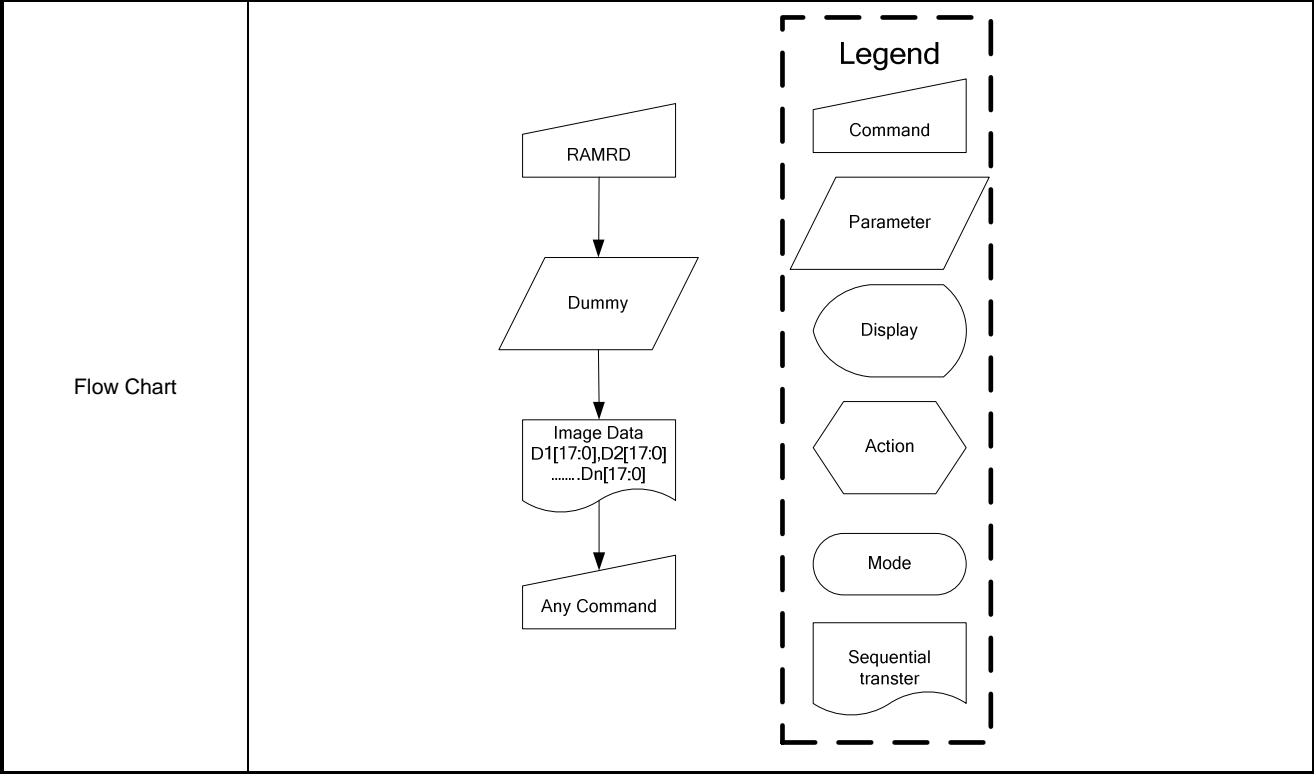 Flow Chart
RAMRD
Dummy
Image Data
D1[17:0],D2[17:0]
........Dn[17:0]
Any Command
Legend
Command
Parameter
Display
Action
Mode
Sequential
transter